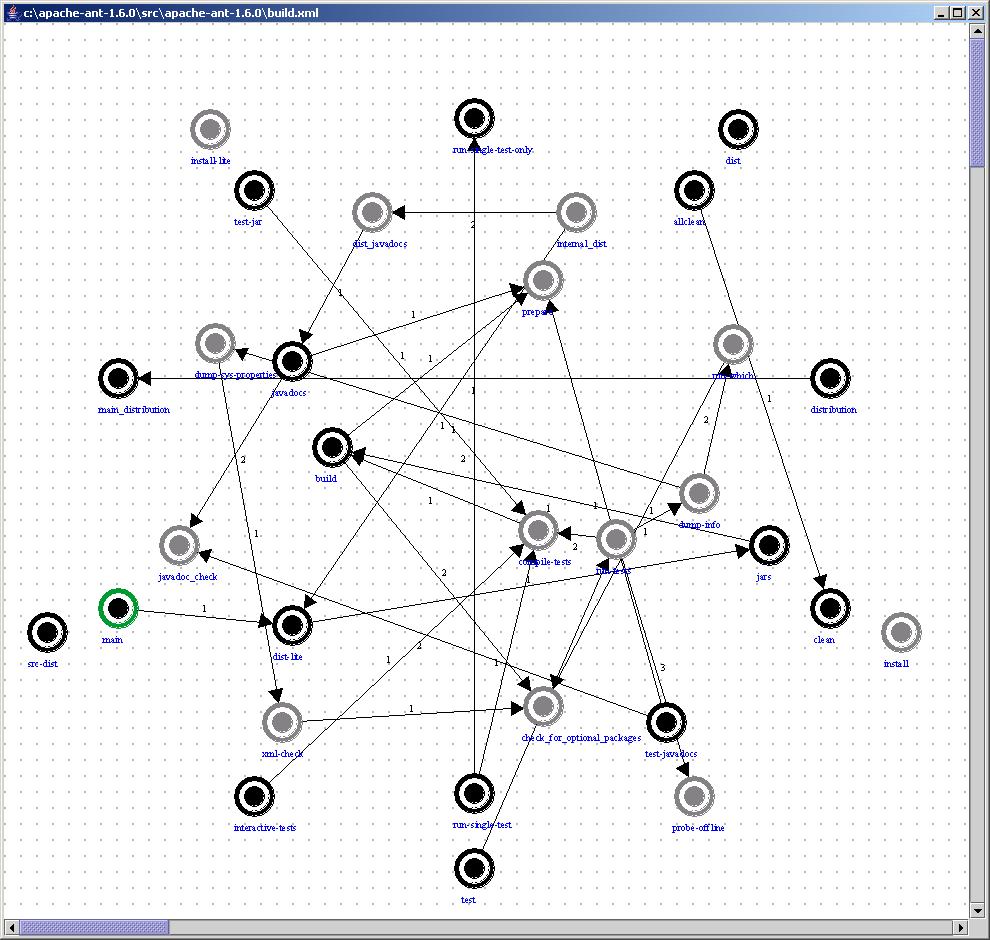 c:\apache-ant-1.6.0\src\apache-ant-1.6.0\build.xml
install-lite
run-single-test-only
dist
test-jar
dist_javadocs
2
internal_dist
allclean
1
prepare
1
dump-sys-properties
1
1
javadocs
1
main_distribution
distribution
1
build
1
1
2
2
2
1
1
1
1
dump-info
1
1
2
compile-tests
run-tests
javadoc_check
jars
2
1
main
1
dist-lite
src-dist
clean
install
1
2
1
3
1
xml-check
check_for_optional_packages
test-javadocs
interactive-tests
run-single-test
probe-offline
test